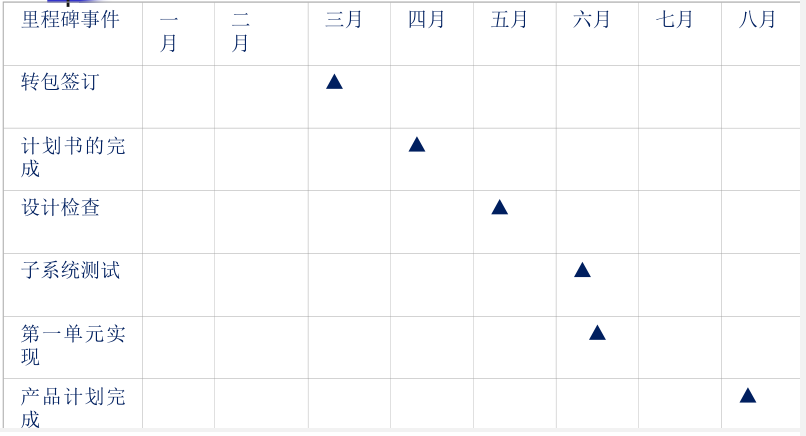 里程碑事件 一月 二月 三月 四月 五月 六月 七月 八月
转包签订 ▲
计划书的完成 ▲
设计检查 ▲
子系统测试 ▲
第一单元实现 ▲
产品计划完成 ▲